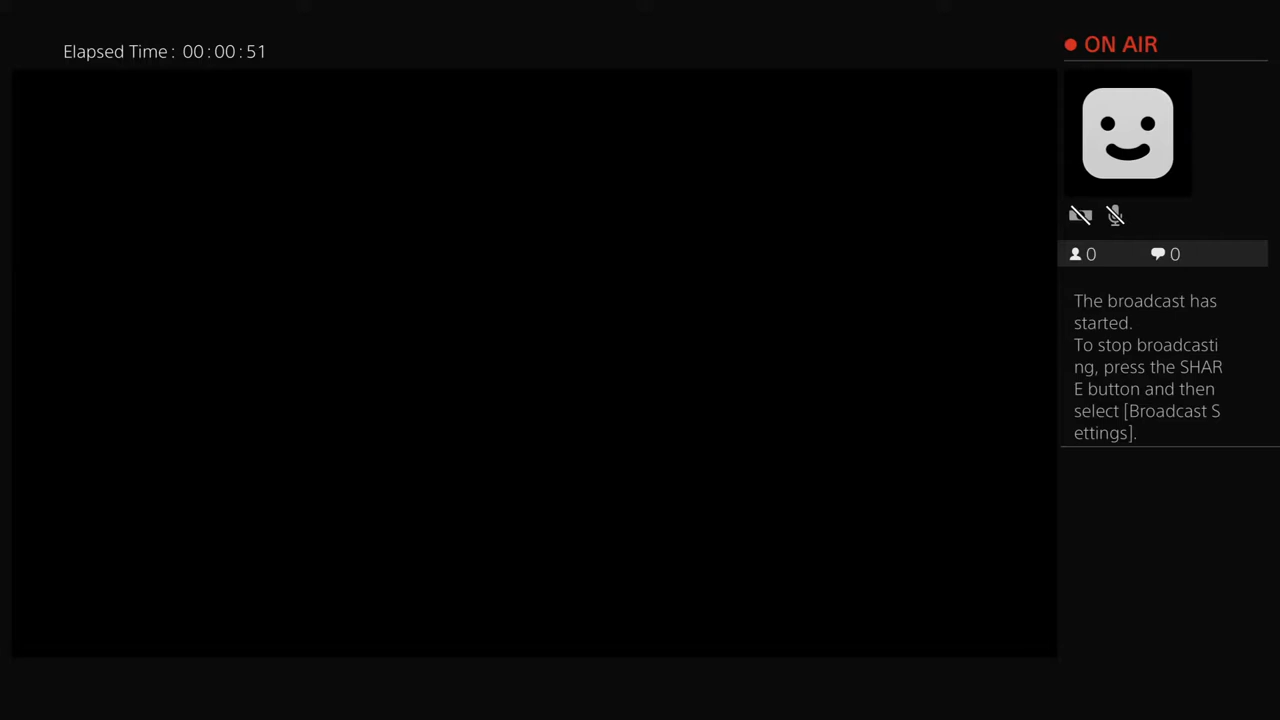 Elapsed Time : 00:00:51
ON AIR
0 0
The broadcast has
started.
To stop broadcasti
ng, press the SHAR
E button and then
select [Broadcast S
ettings].